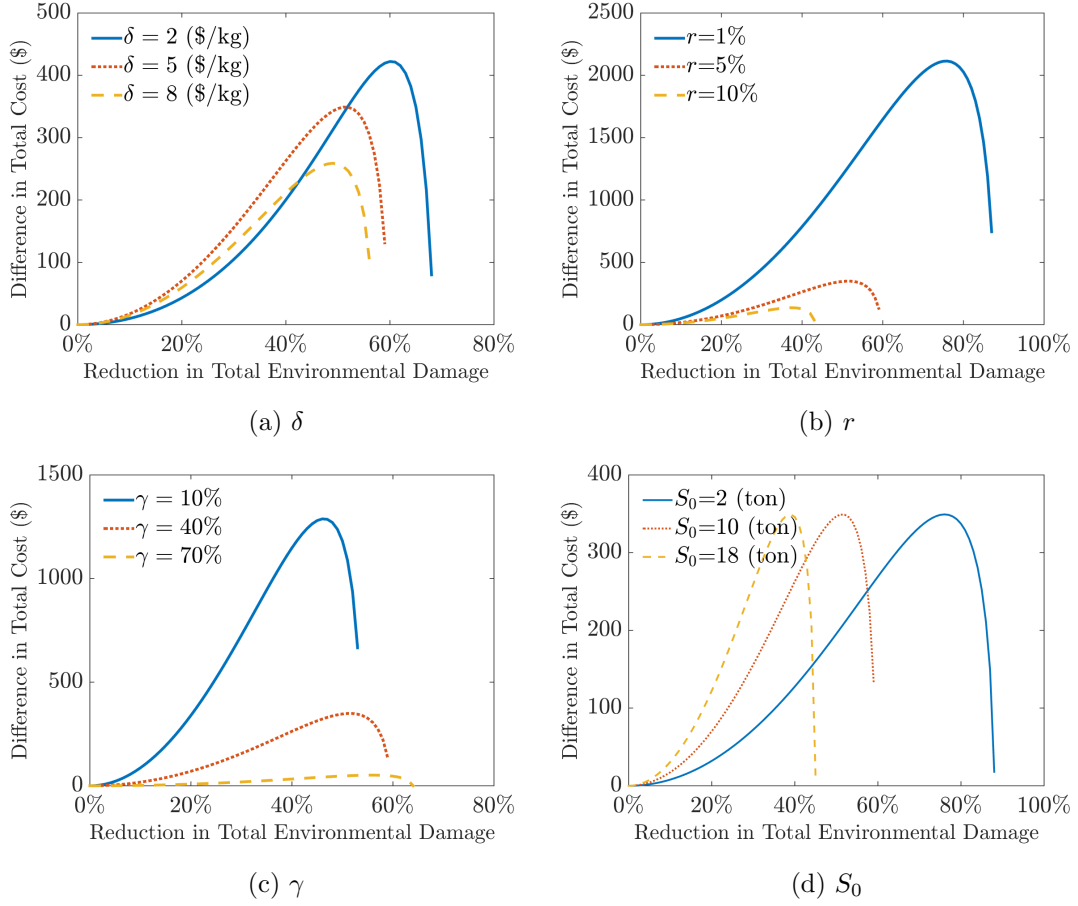 500
400
300
200
100
0
Difference in Total Cost ($)
δ = 2 ($/kg)
δ = 5 ($/kg)
δ = 8 ($/kg)
0% 20% 40% 60% 80%
Reduction in Total Environmental Damage
(a) δ
2500
2000
1500
1000
500
0
Difference in Total Cost ($)
r=1%
r=5%
r=10%
0% 20% 40% 60% 80% 100%
Reduction in Total Environmental Damage
(b) r
1500
1000
500
0
Difference in Total Cost ($)
γ = 10%
γ = 40%
γ = 70%
0% 20% 40% 60% 80%
Reduction in Total Environmental Damage
(c) γ
400
300
200
100
0
Difference in Total Cost ($)
S₀=2 (ton)
S₀=10 (ton)
S₀=18 (ton)
0% 20% 40% 60% 80% 100%
Reduction in Total Environmental Damage
(d) S₀